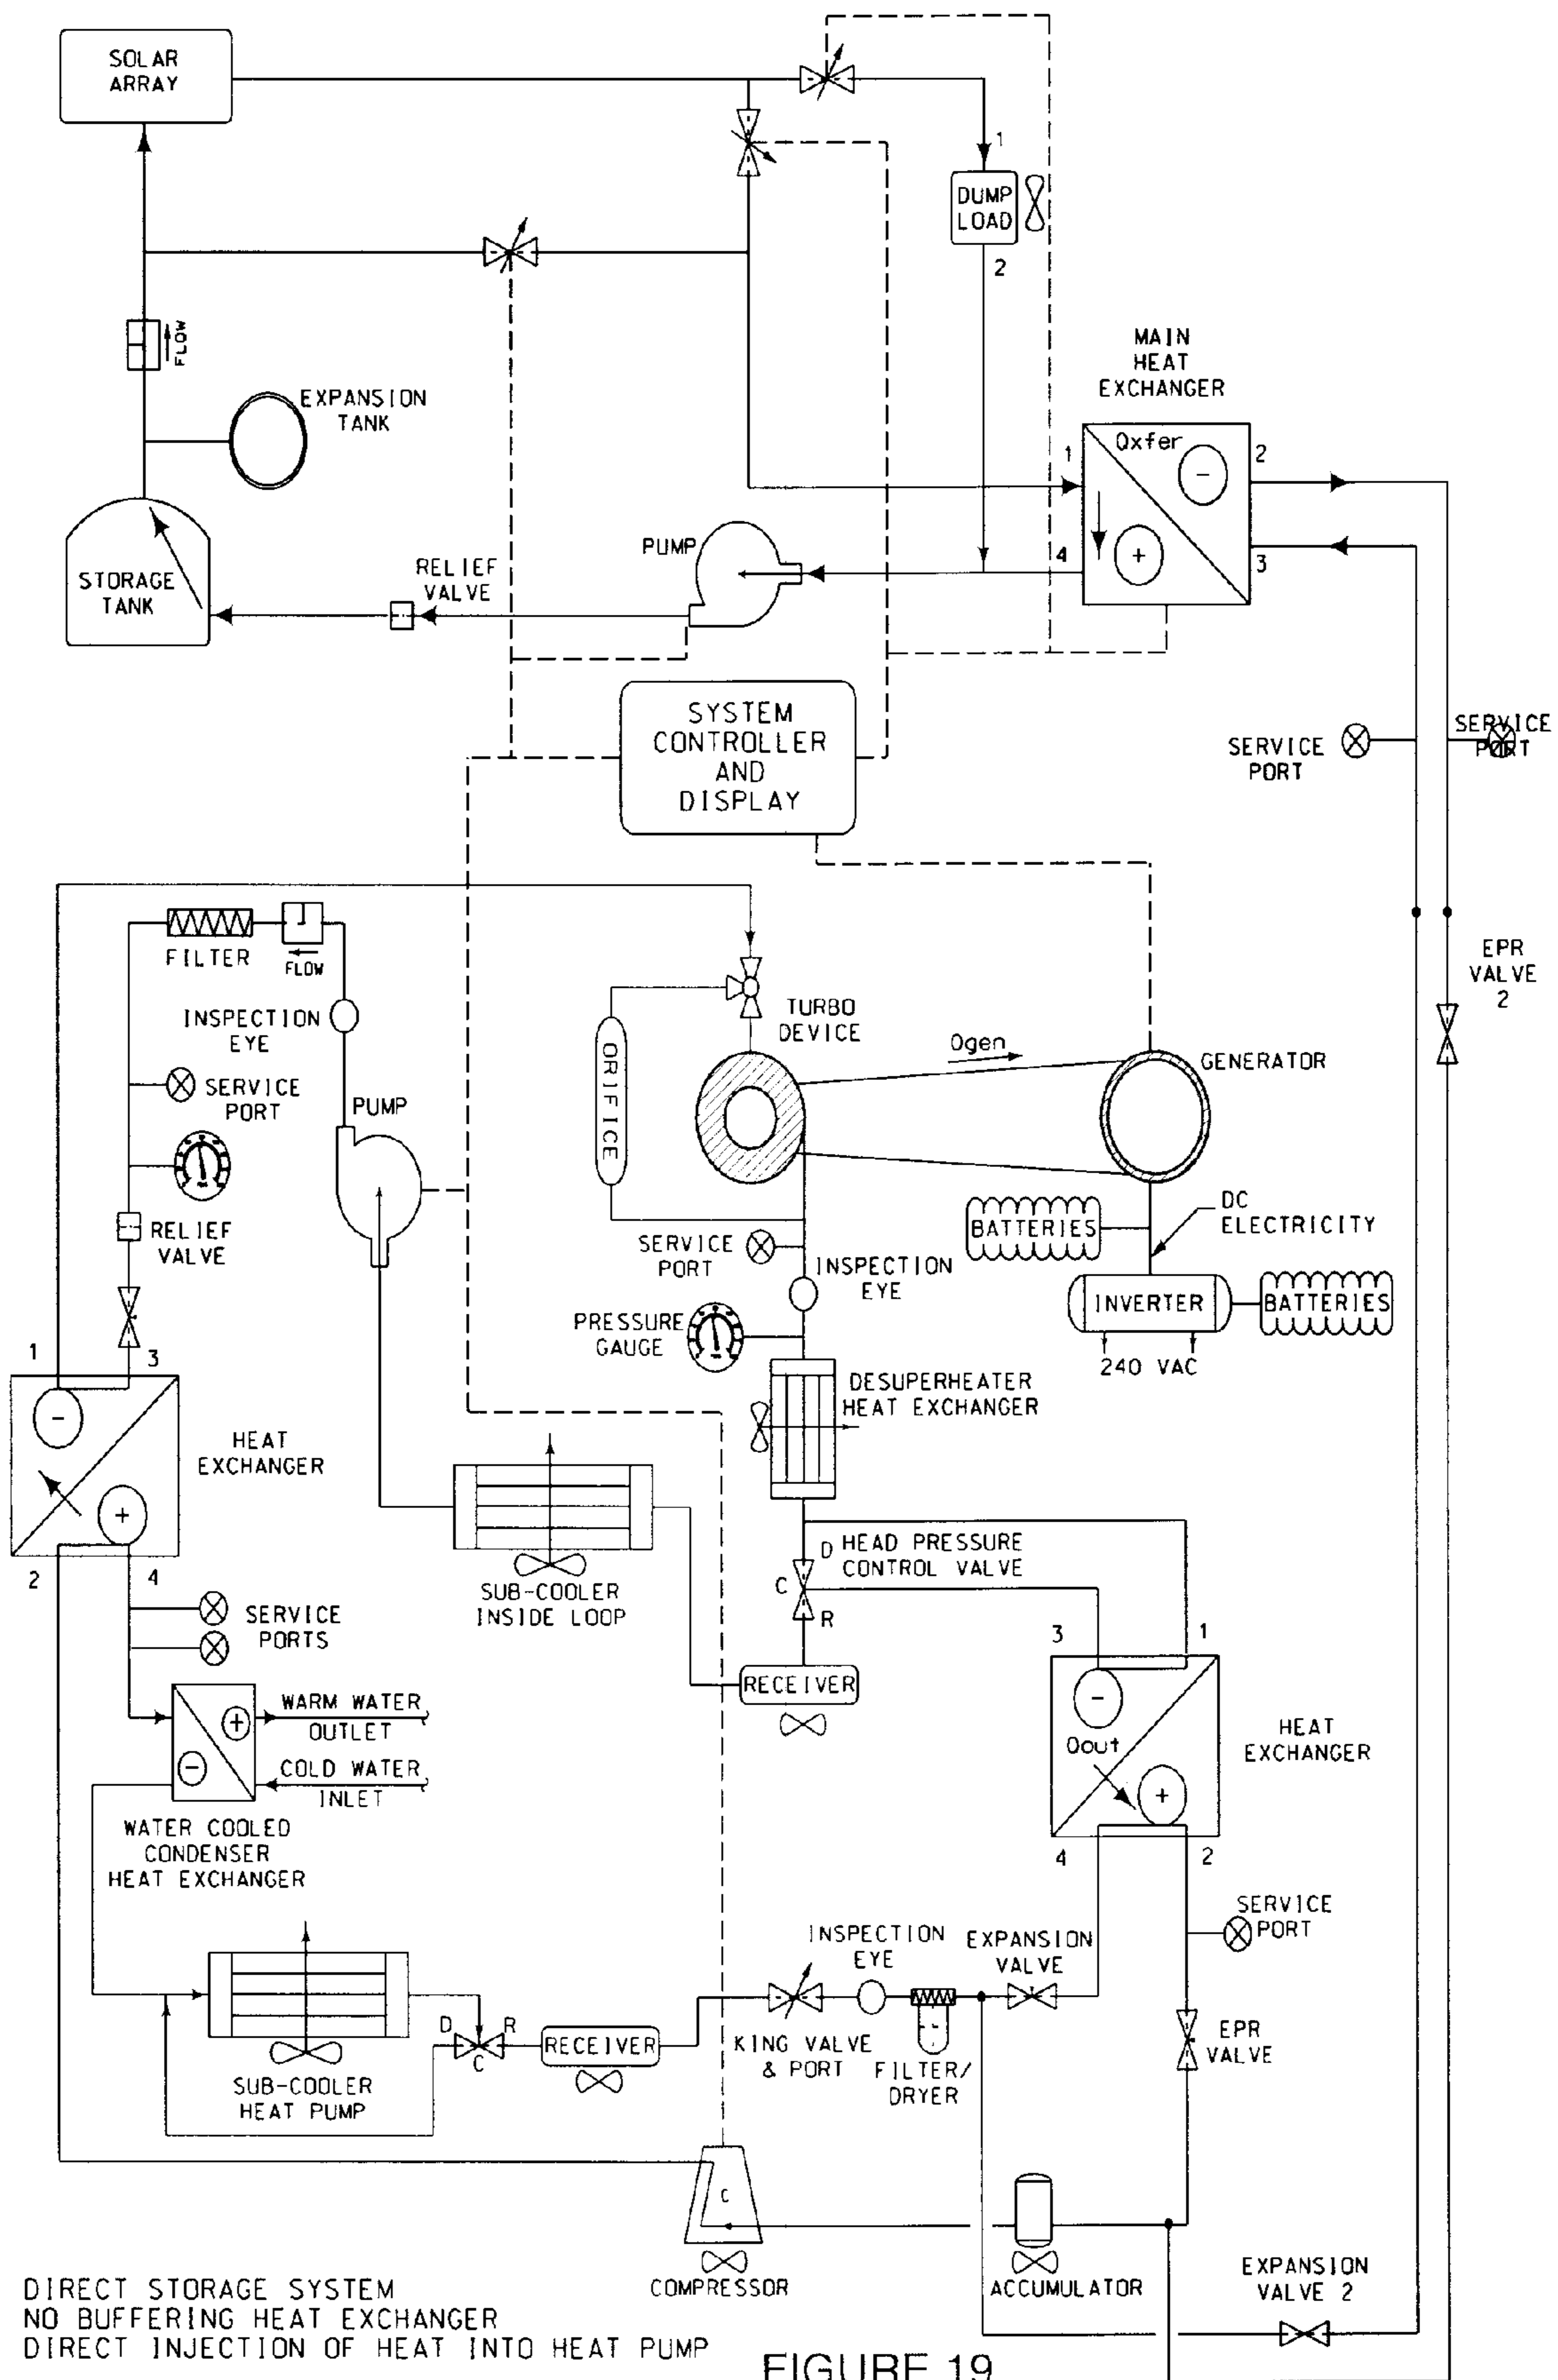 SOLAR
ARRAY
1
DUMP
LOAD
2
FLOW
EXPANSION
TANK
MAIN
HEAT
EXCHANGER
1
Qxfer
-
2
PUMP
4
+
3
RELIEF
VALVE
STORAGE
TANK
SYSTEM
CONTROLLER
AND
DISPLAY
SERVICE
PORT
SERVICE
PORT
FILTER
FLOW
EPR
VALVE
2
INSPECTION
EYE
TURBO
DEVICE
ORIFICE
Qgen
GENERATOR
SERVICE
PORT
PUMP
RELIEF
VALVE
BATTERIES
DC
ELECTRICITY
SERVICE
PORT
INSPECTION
EYE
INVERTER
BATTERIES
PRESSURE
GAUGE
240 VAC
1
3
-
DESUPERHEATER
HEAT EXCHANGER
HEAT
EXCHANGER
+
2
4
D
HEAD PRESSURE
CONTROL VALVE
C
R
SUB-COOLER
INSIDE LOOP
SERVICE
PORTS
3
1
RECEIVER
WARM WATER
OUTLET
+
-
COLD WATER
INLET
-
Qout
+
HEAT
EXCHANGER
WATER COOLED
CONDENSER
HEAT EXCHANGER
4
2
SERVICE
PORT
INSPECTION
EYE
EXPANSION
VALVE
D
R
C
RECEIVER
KING VALVE
& PORT
FILTER/
DRYER
EPR
VALVE
SUB-COOLER
HEAT PUMP
C
COMPRESSOR
ACCUMULATOR
EXPANSION
VALVE 2
DIRECT STORAGE SYSTEM
NO BUFFERING HEAT EXCHANGER
DIRECT INJECTION OF HEAT INTO HEAT PUMP
FIGURE 19